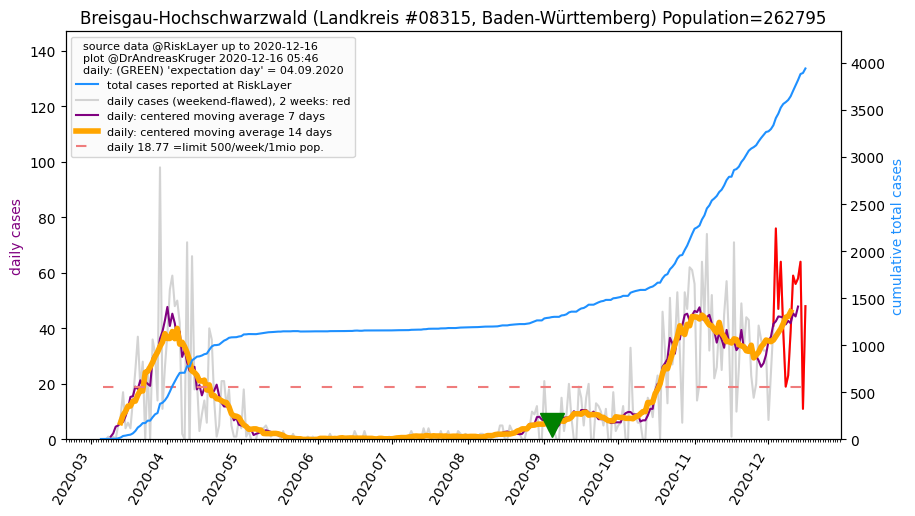 Breisgau-Hochschwarzwald (Landkreis #08315, Baden-Württemberg) Population=262795
source data @RiskLayer up to 2020-12-16
plot @DrAndreasKruger 2020-12-16 05:46
daily: (GREEN) 'expectation day' = 04.09.2020
total cases reported at RiskLayer
daily cases (weekend-flawed), 2 weeks: red
daily: centered moving average 7 days
daily: centered moving average 14 days
daily 18.77 =limit 500/week/1mio pop.
daily cases
140
120
100
80
60
40
20
0
4000
3500
3000
2500
2000
1500
1000
500
0
cumulative total cases
2020-03
2020-04
2020-05
2020-06
2020-07
2020-08
2020-09
2020-10
2020-11
2020-12